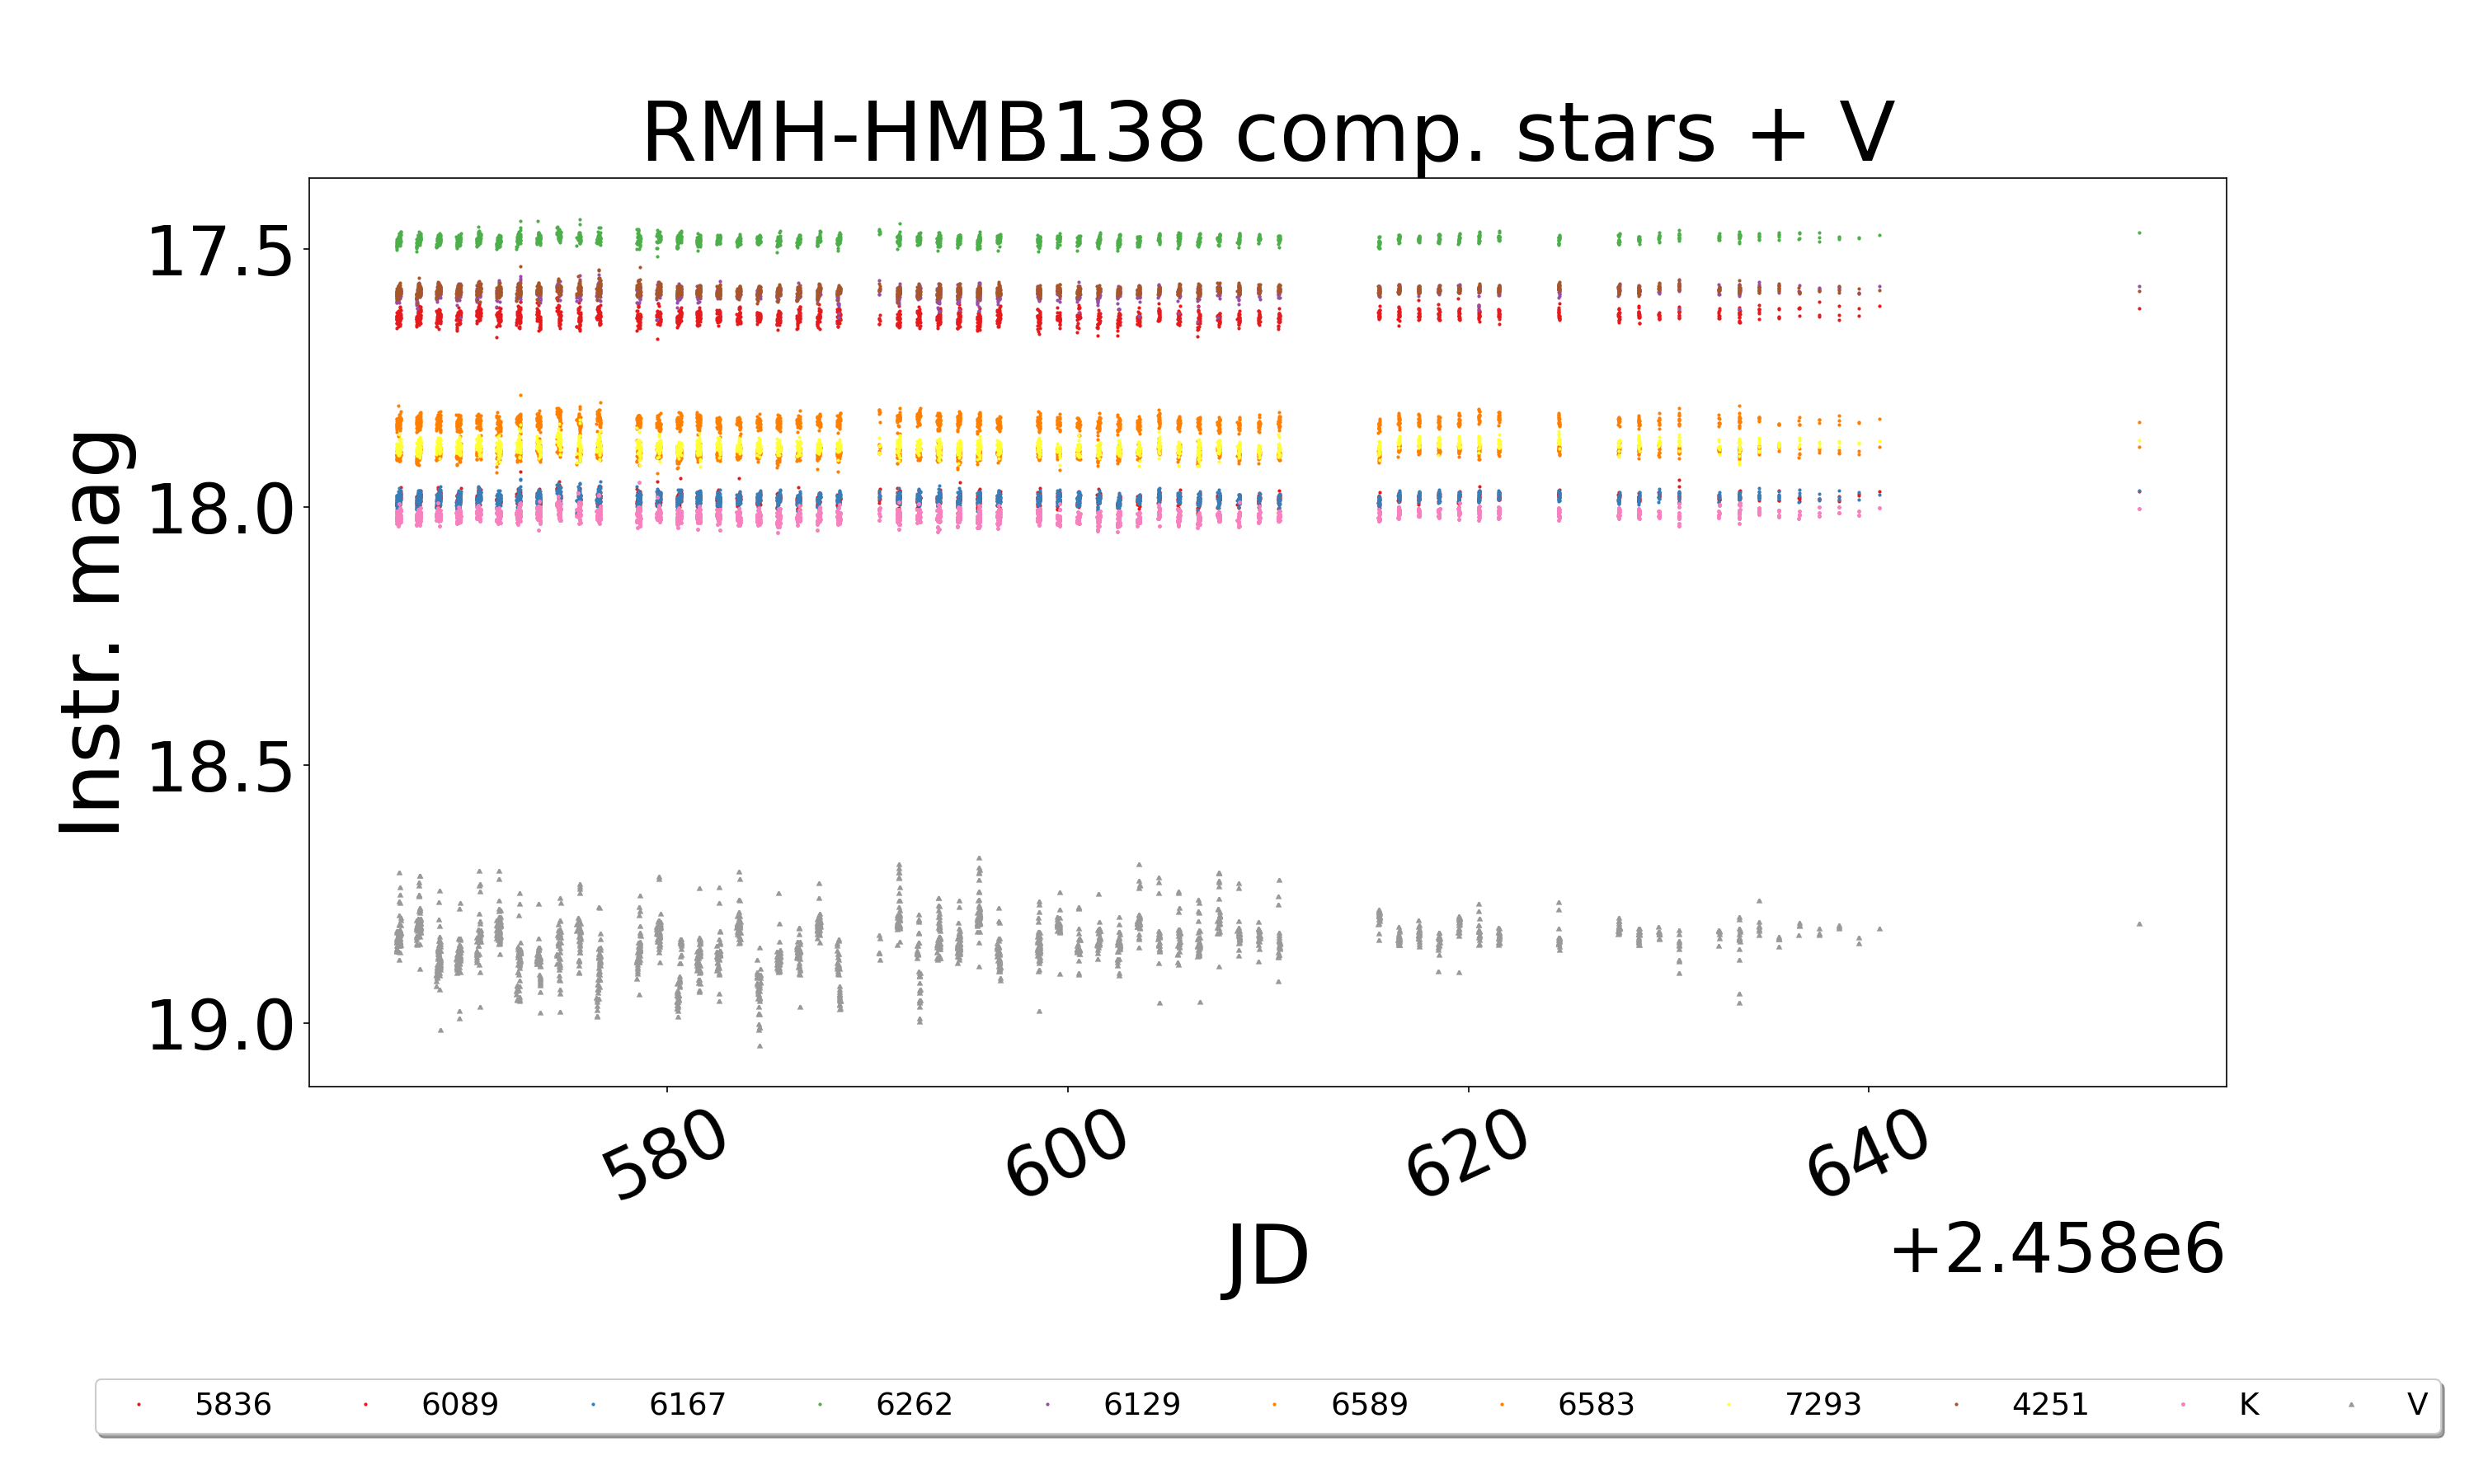 RMH-HMB138 comp. stars + V
17.5
18.0
18.5
19.0
Instr. mag
580 600 620 640
JD
+2.458e6
5836 6089 6167 6262 6129 6589 6583 7293 4251 K V